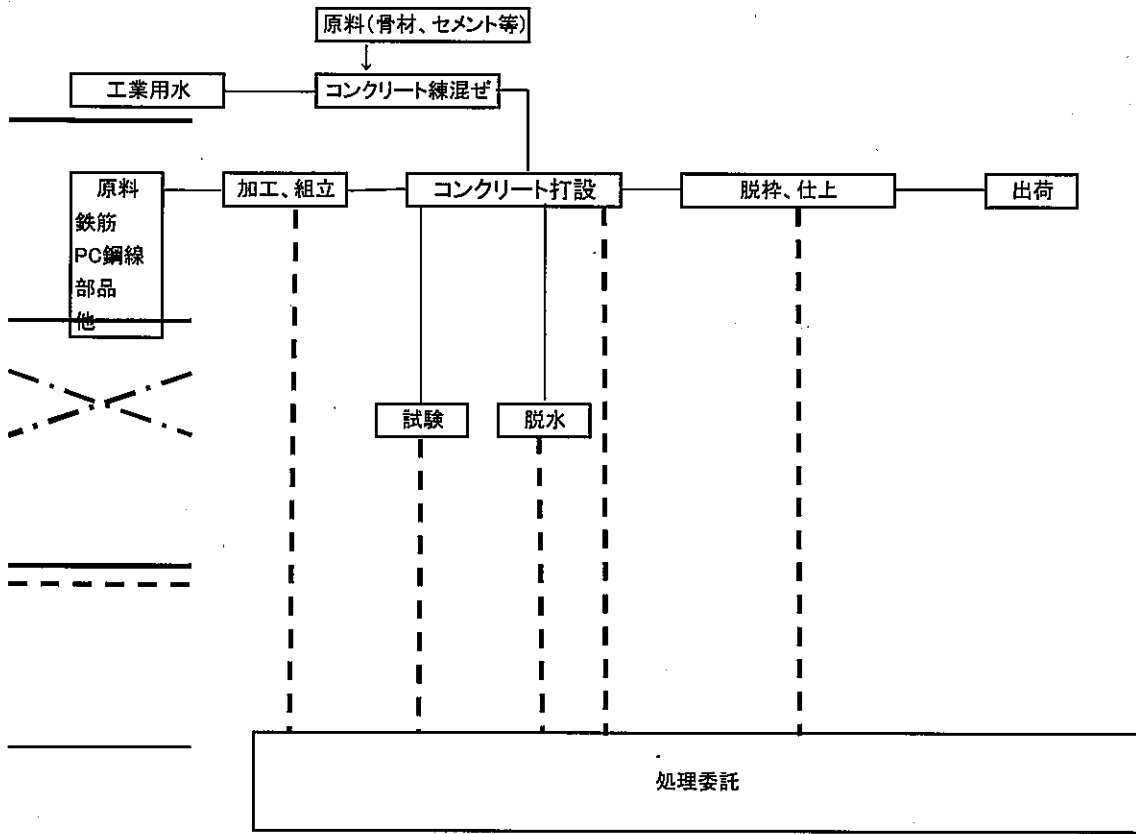 原料(骨材、セメント等)
↓
工業用水
コンクリート練混ぜ
原料
鉄筋
PC鋼線
部品
他
加工、組立
コンクリート打設
脱枠、仕上
出荷
試験
脱水
処理委託